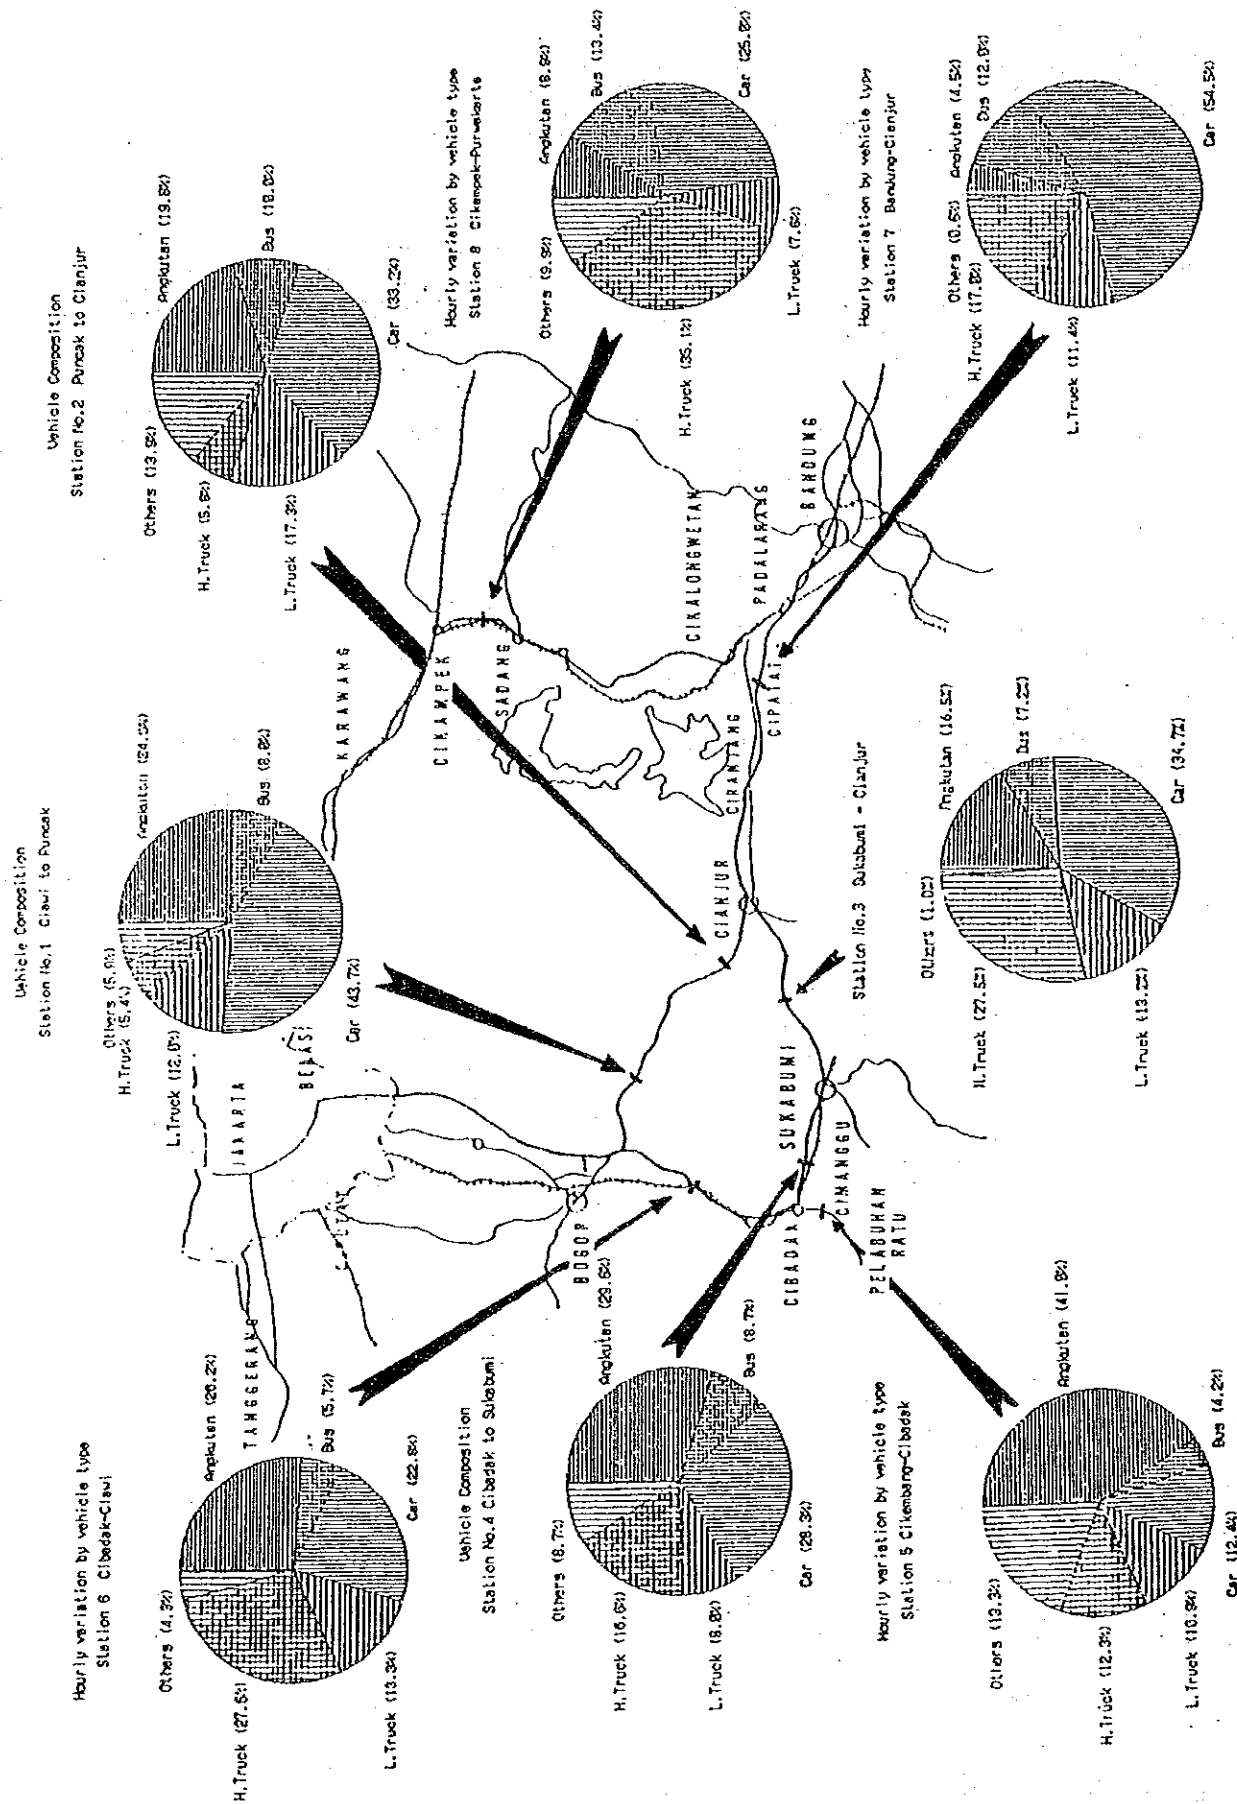 Vehicle Composition
Station No.1 Ciawi to Puncak
Others (5.9%)
H.Truck (5.4%)
L.Truck (12.0%)
Car (43.7%)
Bus (8.8%)
Vehicle Composition
Station No.2 Puncak to Cianjur
Others (13.9%)
H.Truck (5.8%)
L.Truck (17.3%)
Angkutan (19.8%)
Car (33.2%)
Hourly variation by vehicle type
Station 6 Cibadak-Ciawi
Others (4.3%)
H.Truck (27.6%)
L.Truck (13.3%)
Angkutan (26.2%)
Bus (5.7%)
Car (22.8%)
Hourly variation by vehicle type
Station 8 Cikampek-Purwakarta
Others (9.9%)
H.Truck (35.1%)
L.Truck (7.6%)
Angkutan (8.9%)
Bus (13.4%)
Car (25.0%)
Vehicle Composition
Station No.4 Cibadak to Sukabumi
Others (8.7%)
H.Truck (16.6%)
L.Truck (8.0%)
Angkutan (29.6%)
Bus (8.7%)
Car (28.3%)
Hourly variation by vehicle type
Station 7 Bandung-Cianjur
Others (0.6%)
H.Truck (17.0%)
L.Truck (11.4%)
Angkutan (4.5%)
Bus (12.0%)
Car (54.5%)
Hourly variation by vehicle type
Station 5 Cikembang-Cibadak
Others (13.3%)
H.Truck (12.3%)
L.Truck (10.9%)
Angkutan (41.8%)
Bus (4.2%)
Car (12.4%)
Station No.3 Sukabumi - Cianjur
Others (1.0%)
H.Truck (27.5%)
L.Truck (13.2%)
Angkutan (16.5%)
Bus (7.2%)
Car (34.7%)
TANGGERANG
JAKARTA
BEKASI
KARAWANG
CIKAMPEK
SADANG
CIKALONGWETAN
PADALARANG
BANDUNG
CIPATAT
CIRANJANG
CIANJUR
SUKABUMI
CIMANGGU
CIBADAK
PELABUHAN
RATU
BOGOR